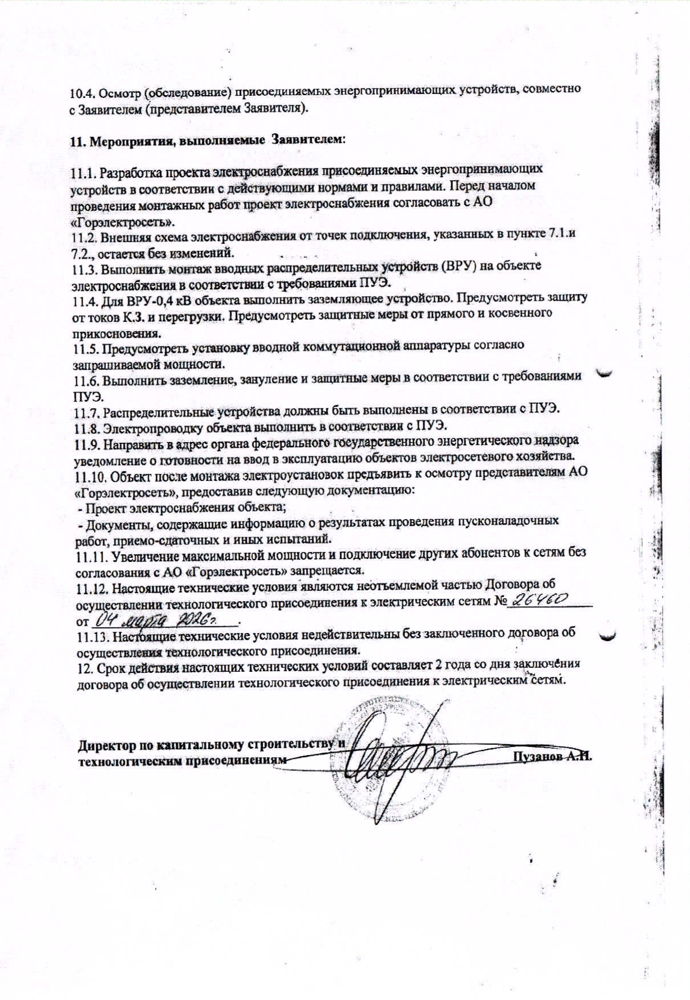 10.4. Осмотр (обследование) присоединяемых энергопринимающих устройств, совместно
с Заявителем (представителем Заявителя).
11. Мероприятия, выполняемые Заявителем:
11.1. Разработка проекта электроснабжения присоединяемых энергопринимающих
устройств в соответствии с действующими нормами и правилами. Перед началом
проведения монтажных работ проект электроснабжения согласовать с АО
«Горэлектросеть».
11.2. Внешняя схема электроснабжения от точек подключения, указанных в пункте 7.1.и
7.2., остается без изменений.
11.3. Выполнить монтаж вводных распределительных устройств (ВРУ) на объекте
электроснабжения в соответствии с требованиями ПУЭ.
11.4. Для ВРУ-0,4 кВ объекта выполнить заземляющее устройство. Предусмотреть защиту
от токов К.З. и перегрузки. Предусмотреть защитные меры от прямого и косвенного
прикосновения.
11.5. Предусмотреть установку вводной коммутационной аппаратуры согласно
запрашиваемой мощности.
11.6. Выполнить заземление, зануление и защитные меры в соответствии с требованиями
ПУЭ.
11.7. Распределительные устройства должны быть выполнены в соответствии с ПУЭ.
11.8. Электропроводку объекта выполнить в соответствии с ПУЭ.
11.9. Направить в адрес органа федерального государственного энергетического надзора
уведомление о готовности на ввод в эксплуатацию объектов электросетевого хозяйства.
11.10. Объект после монтажа электроустановок предъявить к осмотру представителям АО
«Горэлектросеть», предоставив следующую документацию:
- Проект электроснабжения объекта;
- Документы, содержащие информацию о результатах проведения пусконаладочных
работ, приемо-сдаточных и иных испытаний.
11.11. Увеличение максимальной мощности и подключение других абонентов к сетям без
согласования с АО «Горэлектросеть» запрещается.
11.12. Настоящие технические условия являются неотъемлемой частью Договора об
осуществлении технологического присоединения к электрическим сетям № 26460
от 04 марта 2026г.
11.13. Настоящие технические условия недействительны без заключенного договора об
осуществления технологического присоединения.
12. Срок действия настоящих технических условий составляет 2 года со дня заключения
договора об осуществлении технологического присоединения к электрическим сетям.
Директор по капитальному строительству и
технологическим присоединениям Пузанов А.Н.